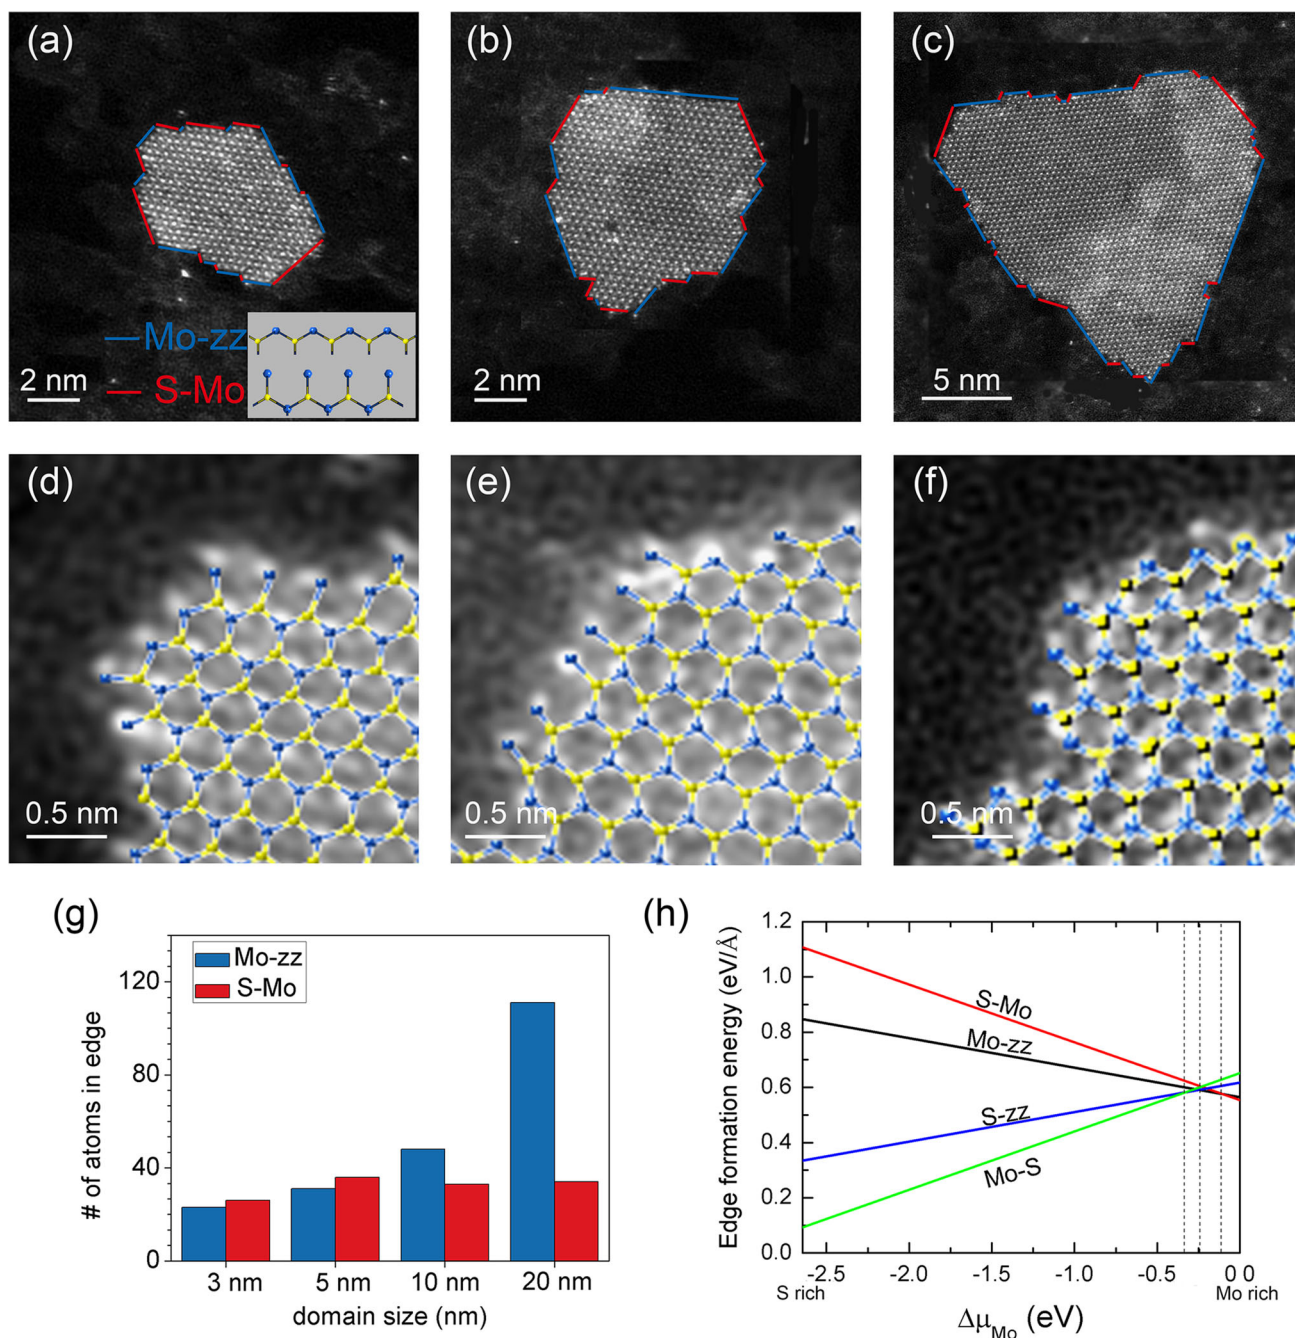 (a)
(b)
(c)
Mo-zz
S-Mo
2 nm
2 nm
5 nm
(d)
(e)
(f)
0.5 nm
0.5 nm
0.5 nm
(g)
Mo-zz
S-Mo
120
80
40
0
# of atoms in edge
3 nm
5 nm
10 nm
20 nm
domain size (nm)
(h)
1.2
1.0
0.8
0.6
0.4
0.2
0.0
Edge formation energy (eV/Å)
S-Mo
Mo-zz
S-zz
Mo-S
-2.5
-2.0
-1.5
-1.0
-0.5
0 0
S rich
Mo rich
Δμ_Mo (eV)